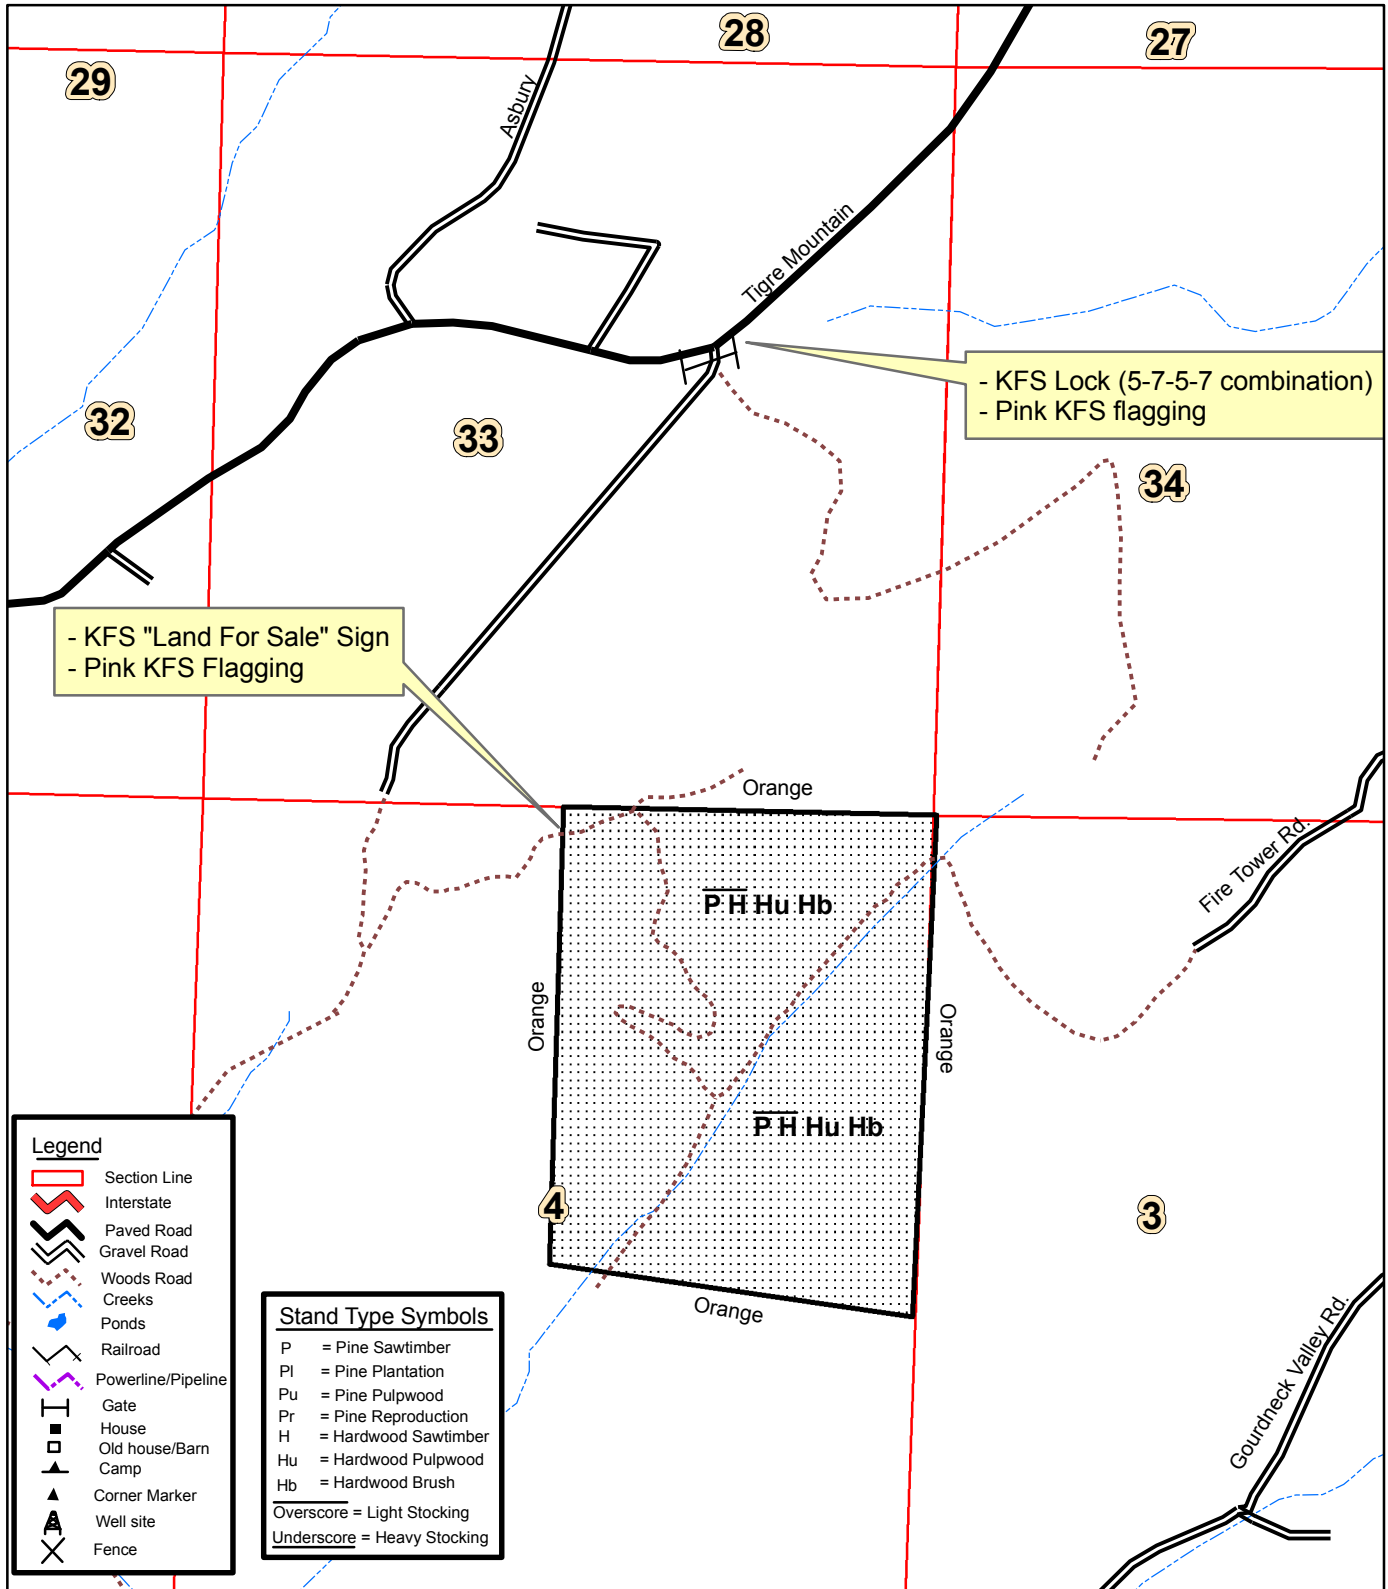 28
27
29
Asbury
Tigre Mountain
- KFS Lock (5-7-5-7 combination)
- Pink KFS flagging
32
33
34
- KFS "Land For Sale" Sign
- Pink KFS Flagging
Orange
Fire Tower Rd.
P H Hu Hb
Orange
Orange
P H Hu Hb
4
3
Orange
Gourdneck Valley Rd.
Legend
Section Line
Interstate
Paved Road
Gravel Road
Woods Road
Creeks
Ponds
Railroad
Powerline/Pipeline
Gate
House
Old house/Barn
Camp
Corner Marker
Well site
Fence
Stand Type Symbols
P = Pine Sawtimber
Pl = Pine Plantation
Pu = Pine Pulpwood
Pr = Pine Reproduction
H = Hardwood Sawtimber
Hu = Hardwood Pulpwood
Hb = Hardwood Brush
Overscore = Light Stocking
Underscore = Heavy Stocking